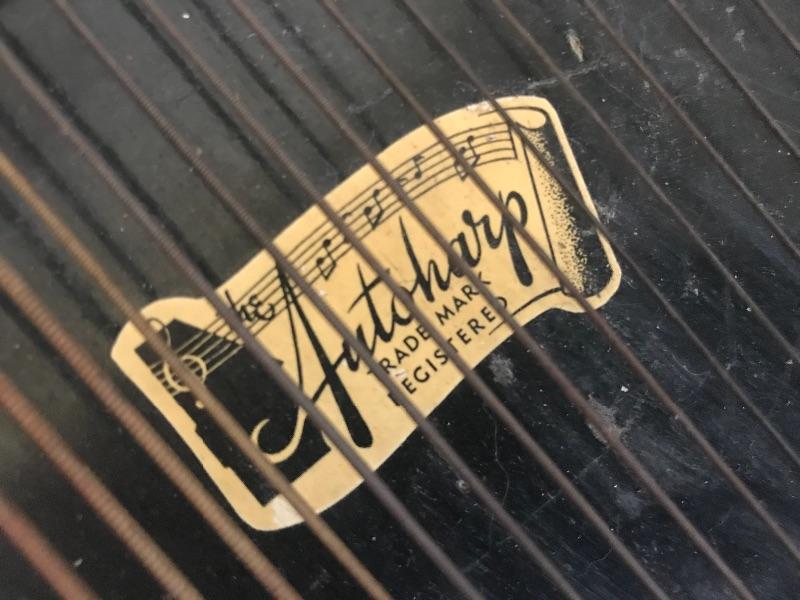 The
Autoharp
TRADE MARK
REGISTERED